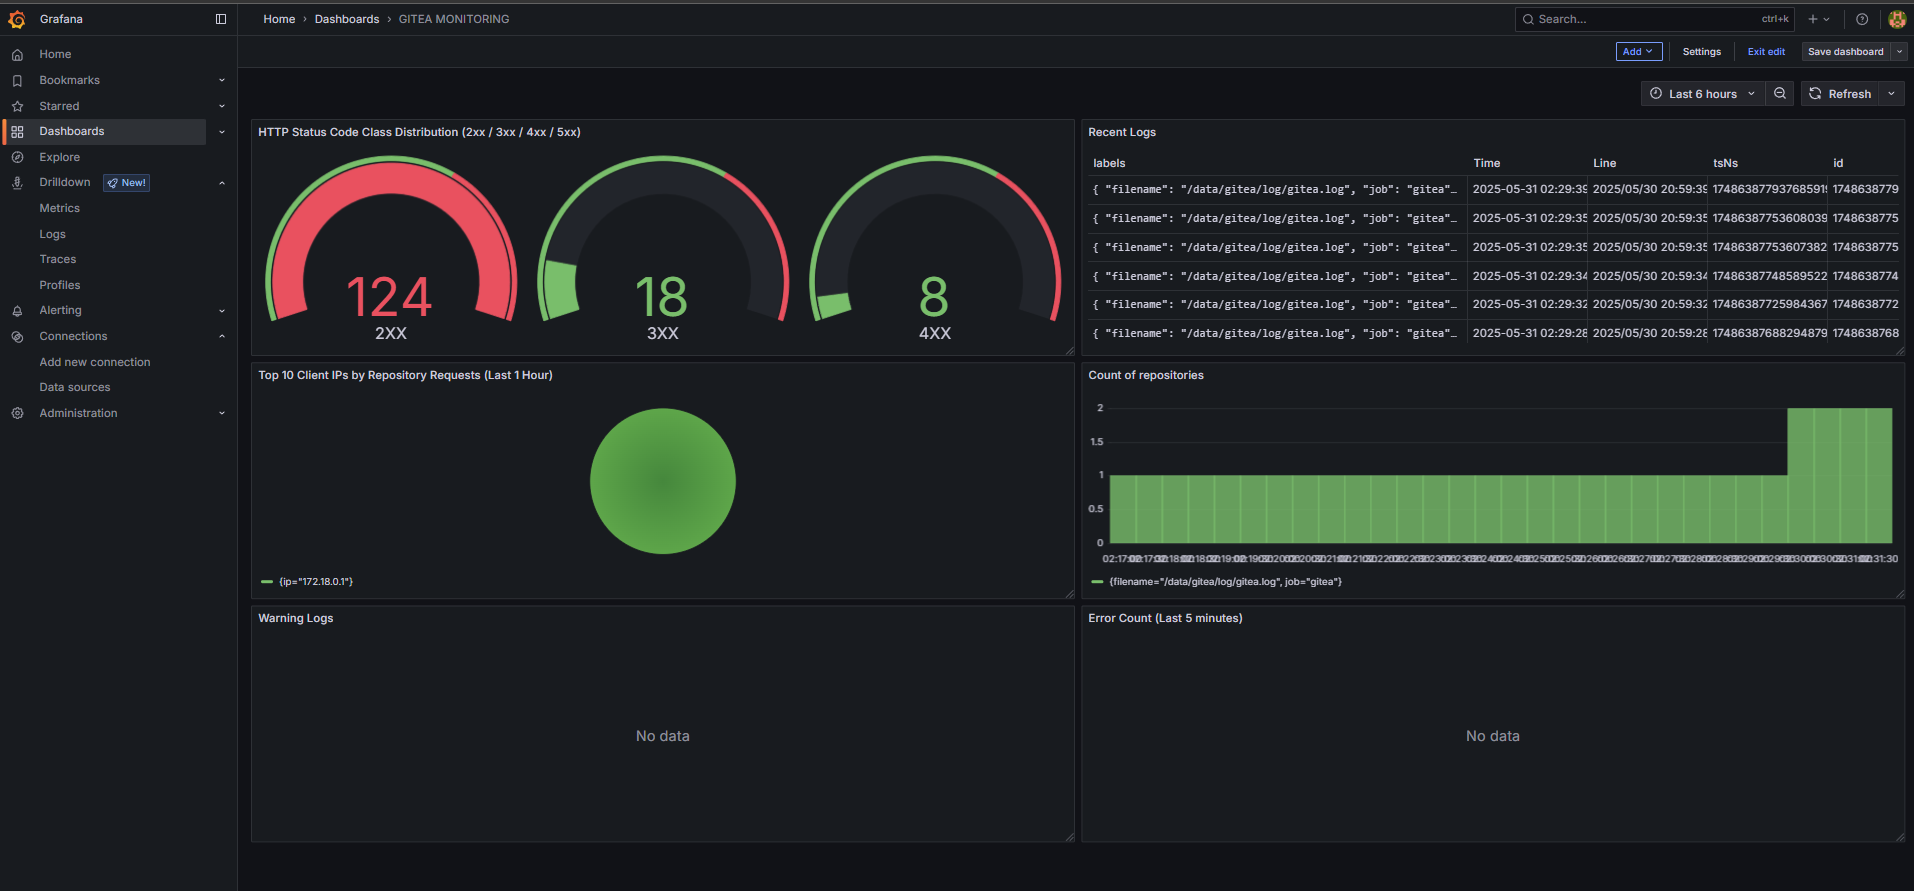 Grafana
Home › Dashboards › GITEA MONITORING
Search...
ctrl+k
Home
Bookmarks
Starred
Dashboards
Explore
Drilldown
New!
Metrics
Logs
Traces
Profiles
Alerting
Connections
Add new connection
Data sources
Administration
Add
Settings
Exit edit
Save dashboard
Last 6 hours
Refresh
HTTP Status Code Class Distribution (2xx / 3xx / 4xx / 5xx)
124
2XX
18
3XX
8
4XX
Recent Logs
labels Time Line tsNs id
{ "filename": "/data/gitea/log/gitea.log", "job": "gitea"… 2025-05-31 02:29:39 2025/05/30 20:59:39 17486387793768591 1748638779
{ "filename": "/data/gitea/log/gitea.log", "job": "gitea"… 2025-05-31 02:29:35 2025/05/30 20:59:35 17486387753608039 1748638775
{ "filename": "/data/gitea/log/gitea.log", "job": "gitea"… 2025-05-31 02:29:35 2025/05/30 20:59:35 17486387753607382 1748638775
{ "filename": "/data/gitea/log/gitea.log", "job": "gitea"… 2025-05-31 02:29:34 2025/05/30 20:59:34 17486387748589522 1748638774
{ "filename": "/data/gitea/log/gitea.log", "job": "gitea"… 2025-05-31 02:29:32 2025/05/30 20:59:32 17486387725984367 1748638772
{ "filename": "/data/gitea/log/gitea.log", "job": "gitea"… 2025-05-31 02:29:28 2025/05/30 20:59:28 17486387688294879 1748638768
Top 10 Client IPs by Repository Requests (Last 1 Hour)
{ip="172.18.0.1"}
Count of repositories
2
1.5
1
0.5
0
{filename="/data/gitea/log/gitea.log", job="gitea"}
Warning Logs
No data
Error Count (Last 5 minutes)
No data